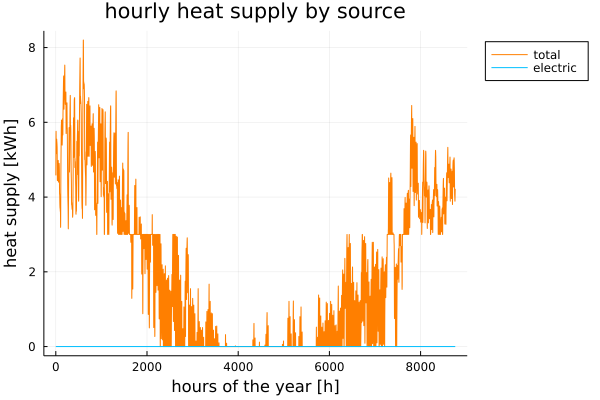 hourly heat supply by source
total
electric
heat supply [kWh]
8
6
4
2
0
0 2000 4000 6000 8000
hours of the year [h]